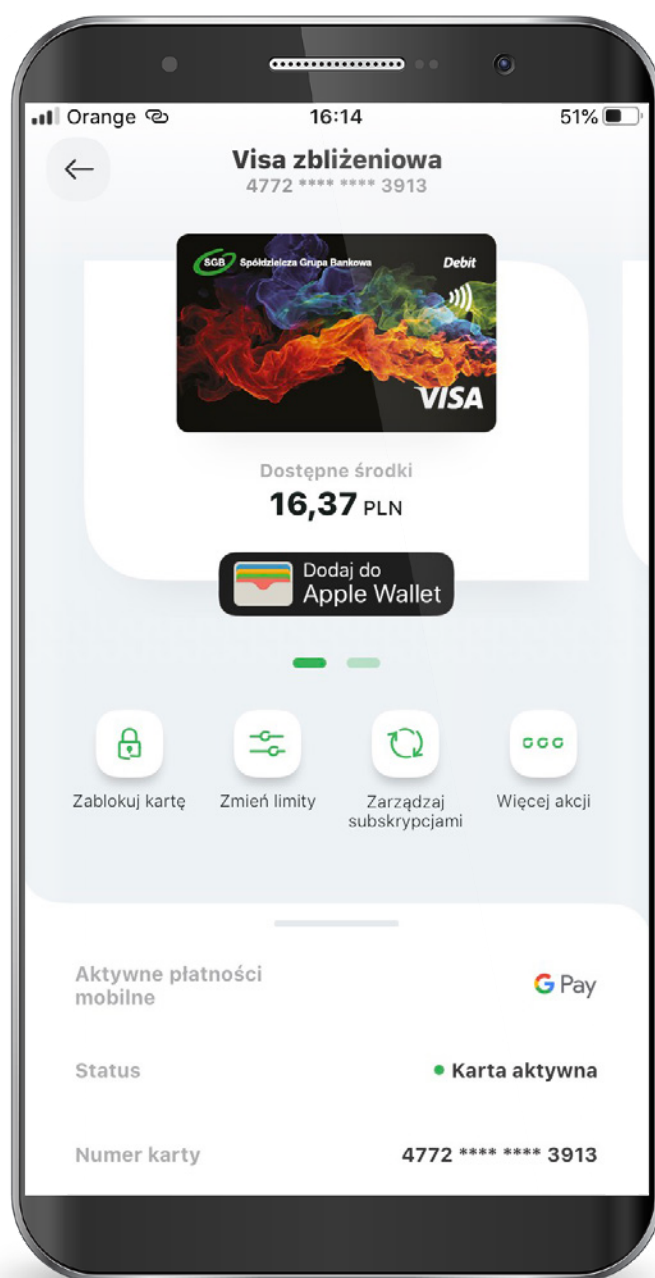 Orange
16:14
51%
Visa zbliżeniowa
4772 **** **** 3913
SGB Spółdzielcza Grupa Bankowa
Debit
VISA
Dostępne środki
16,37 PLN
Dodaj do
Apple Wallet
Zablokuj kartę
Zmień limity
Zarządzaj
subskrypcjami
Więcej akcji
Aktywne płatności
mobilne
G Pay
Status
Karta aktywna
Numer karty
4772 **** **** 3913